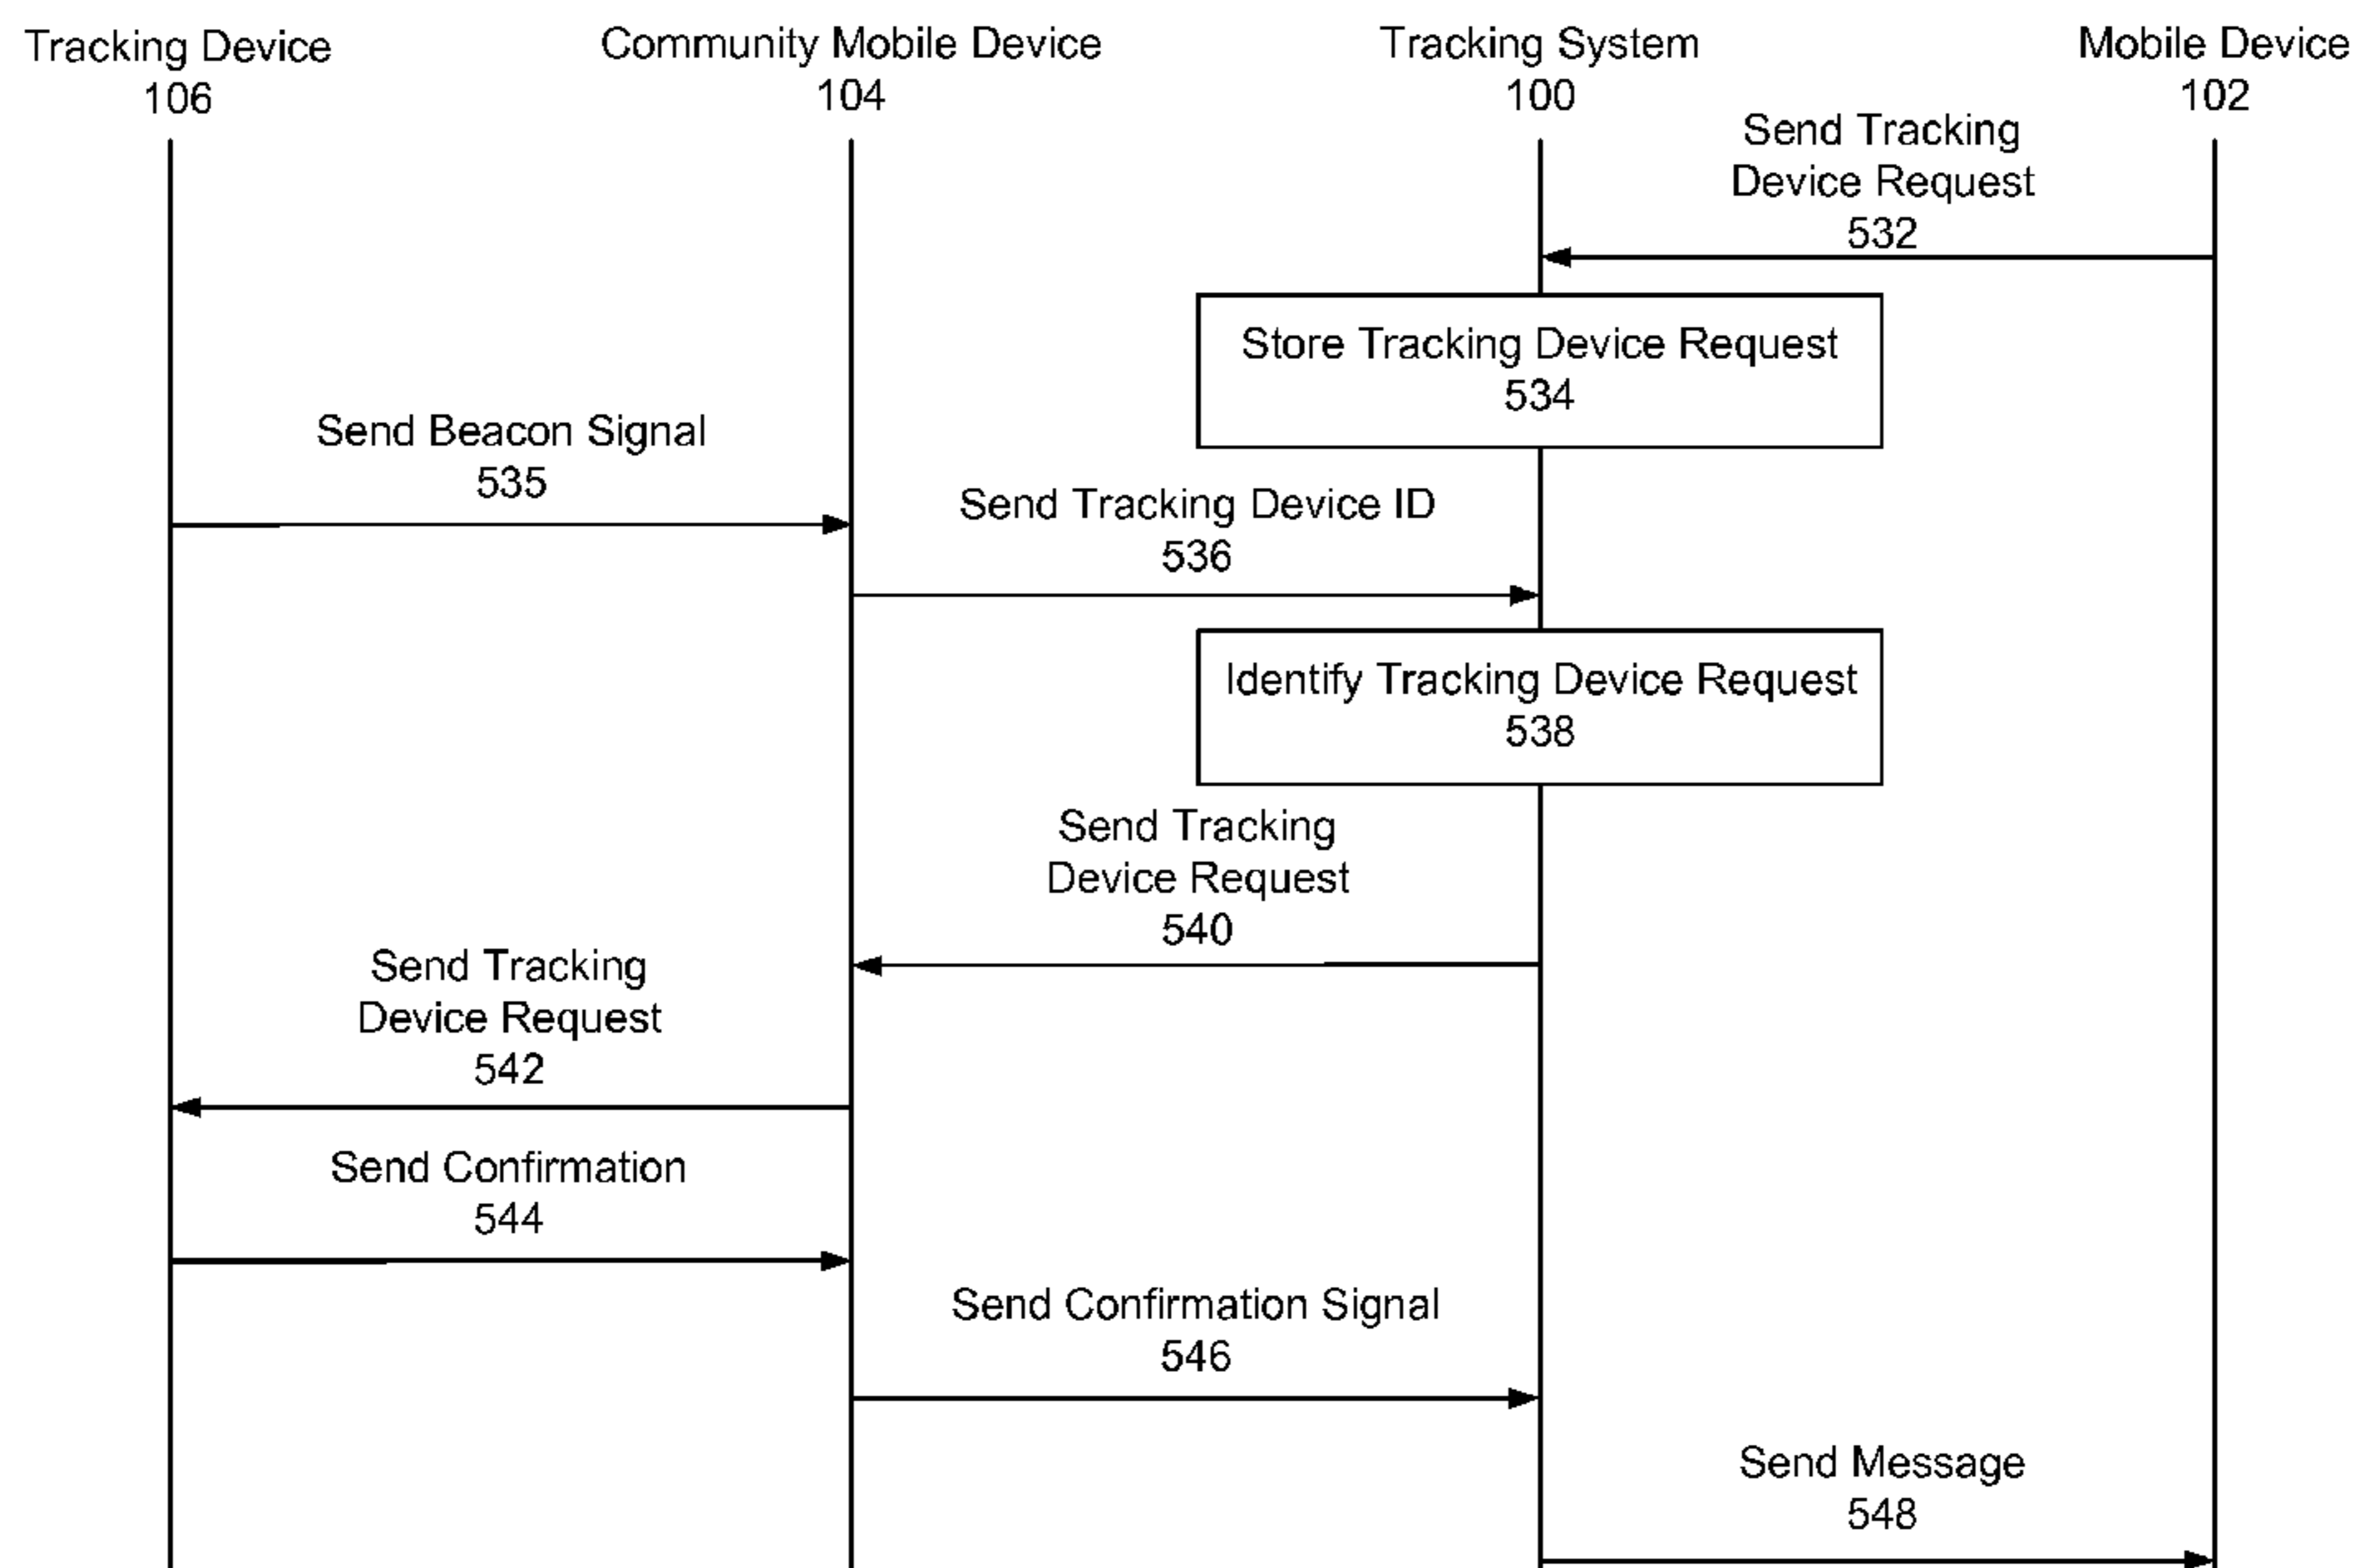 Tracking Device
106
Community Mobile Device
104
Tracking System
100
Mobile Device
102
Send Tracking
Device Request
532
Store Tracking Device Request
534
Send Beacon Signal
535
Send Tracking Device ID
536
Identify Tracking Device Request
538
Send Tracking
Device Request
540
Send Tracking
Device Request
542
Send Confirmation
544
Send Confirmation Signal
546
Send Message
548